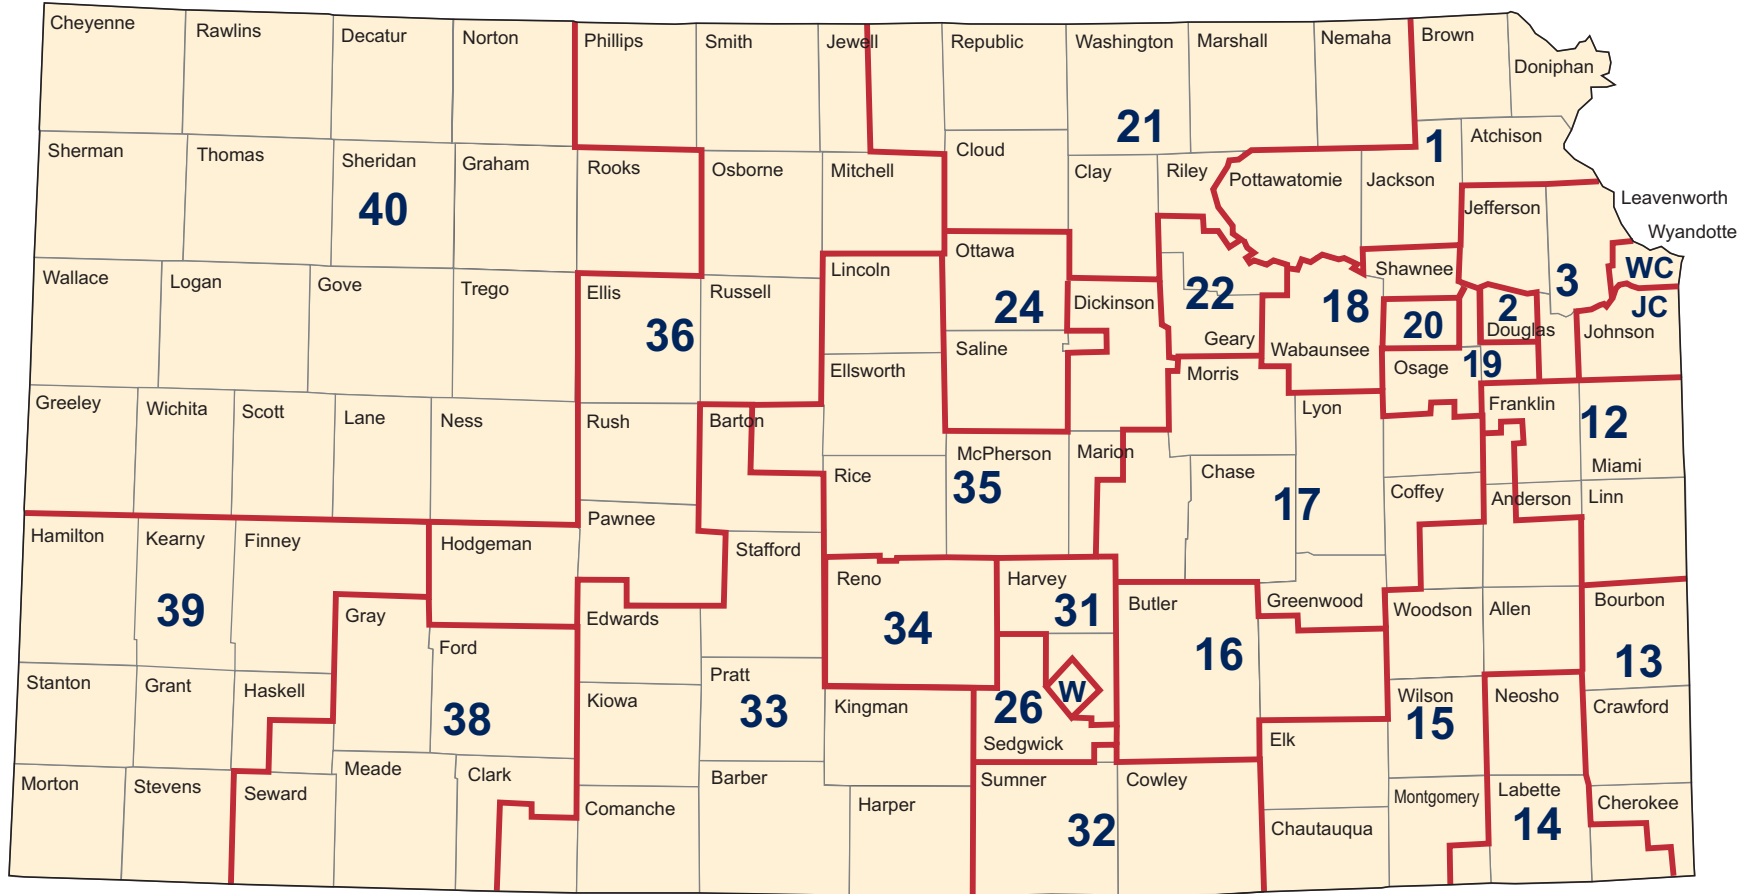 Cheyenne
Rawlins
Decatur
Norton
Phillips
Smith
Jewell
Republic
Washington
Marshall
Nemaha
Brown
Doniphan
21
1
Atchison
Sherman
Thomas
Sheridan
Graham
Rooks
Osborne
Mitchell
Cloud
Clay
Riley
Pottawatomie
Jackson
40
Leavenworth
Jefferson
Wyandotte
Wallace
Logan
Gove
Trego
Ellis
Russell
Lincoln
Ottawa
Dickinson
22
Shawnee
18
3
WC
JC
36
24
20
2
Douglas
Johnson
Geary
Wabaunsee
Saline
Ellsworth
Morris
Osage
19
Greeley
Wichita
Scott
Lane
Ness
Rush
Barton
Lyon
Franklin
12
Miami
McPherson
Marion
Rice
35
Chase
17
Coffey
Anderson
Linn
Hamilton
Kearny
Finney
Hodgeman
Pawnee
Stafford
Reno
Harvey
39
34
31
Butler
Greenwood
Woodson
Allen
Bourbon
Gray
Edwards
Ford
16
13
Stanton
Grant
Haskell
38
Kiowa
Pratt
33
Kingman
26
W
Sedgwick
Wilson
15
Neosho
Crawford
Elk
Morton
Stevens
Seward
Meade
Clark
Comanche
Barber
Harper
Sumner
Cowley
32
Chautauqua
Montgomery
Labette
14
Cherokee